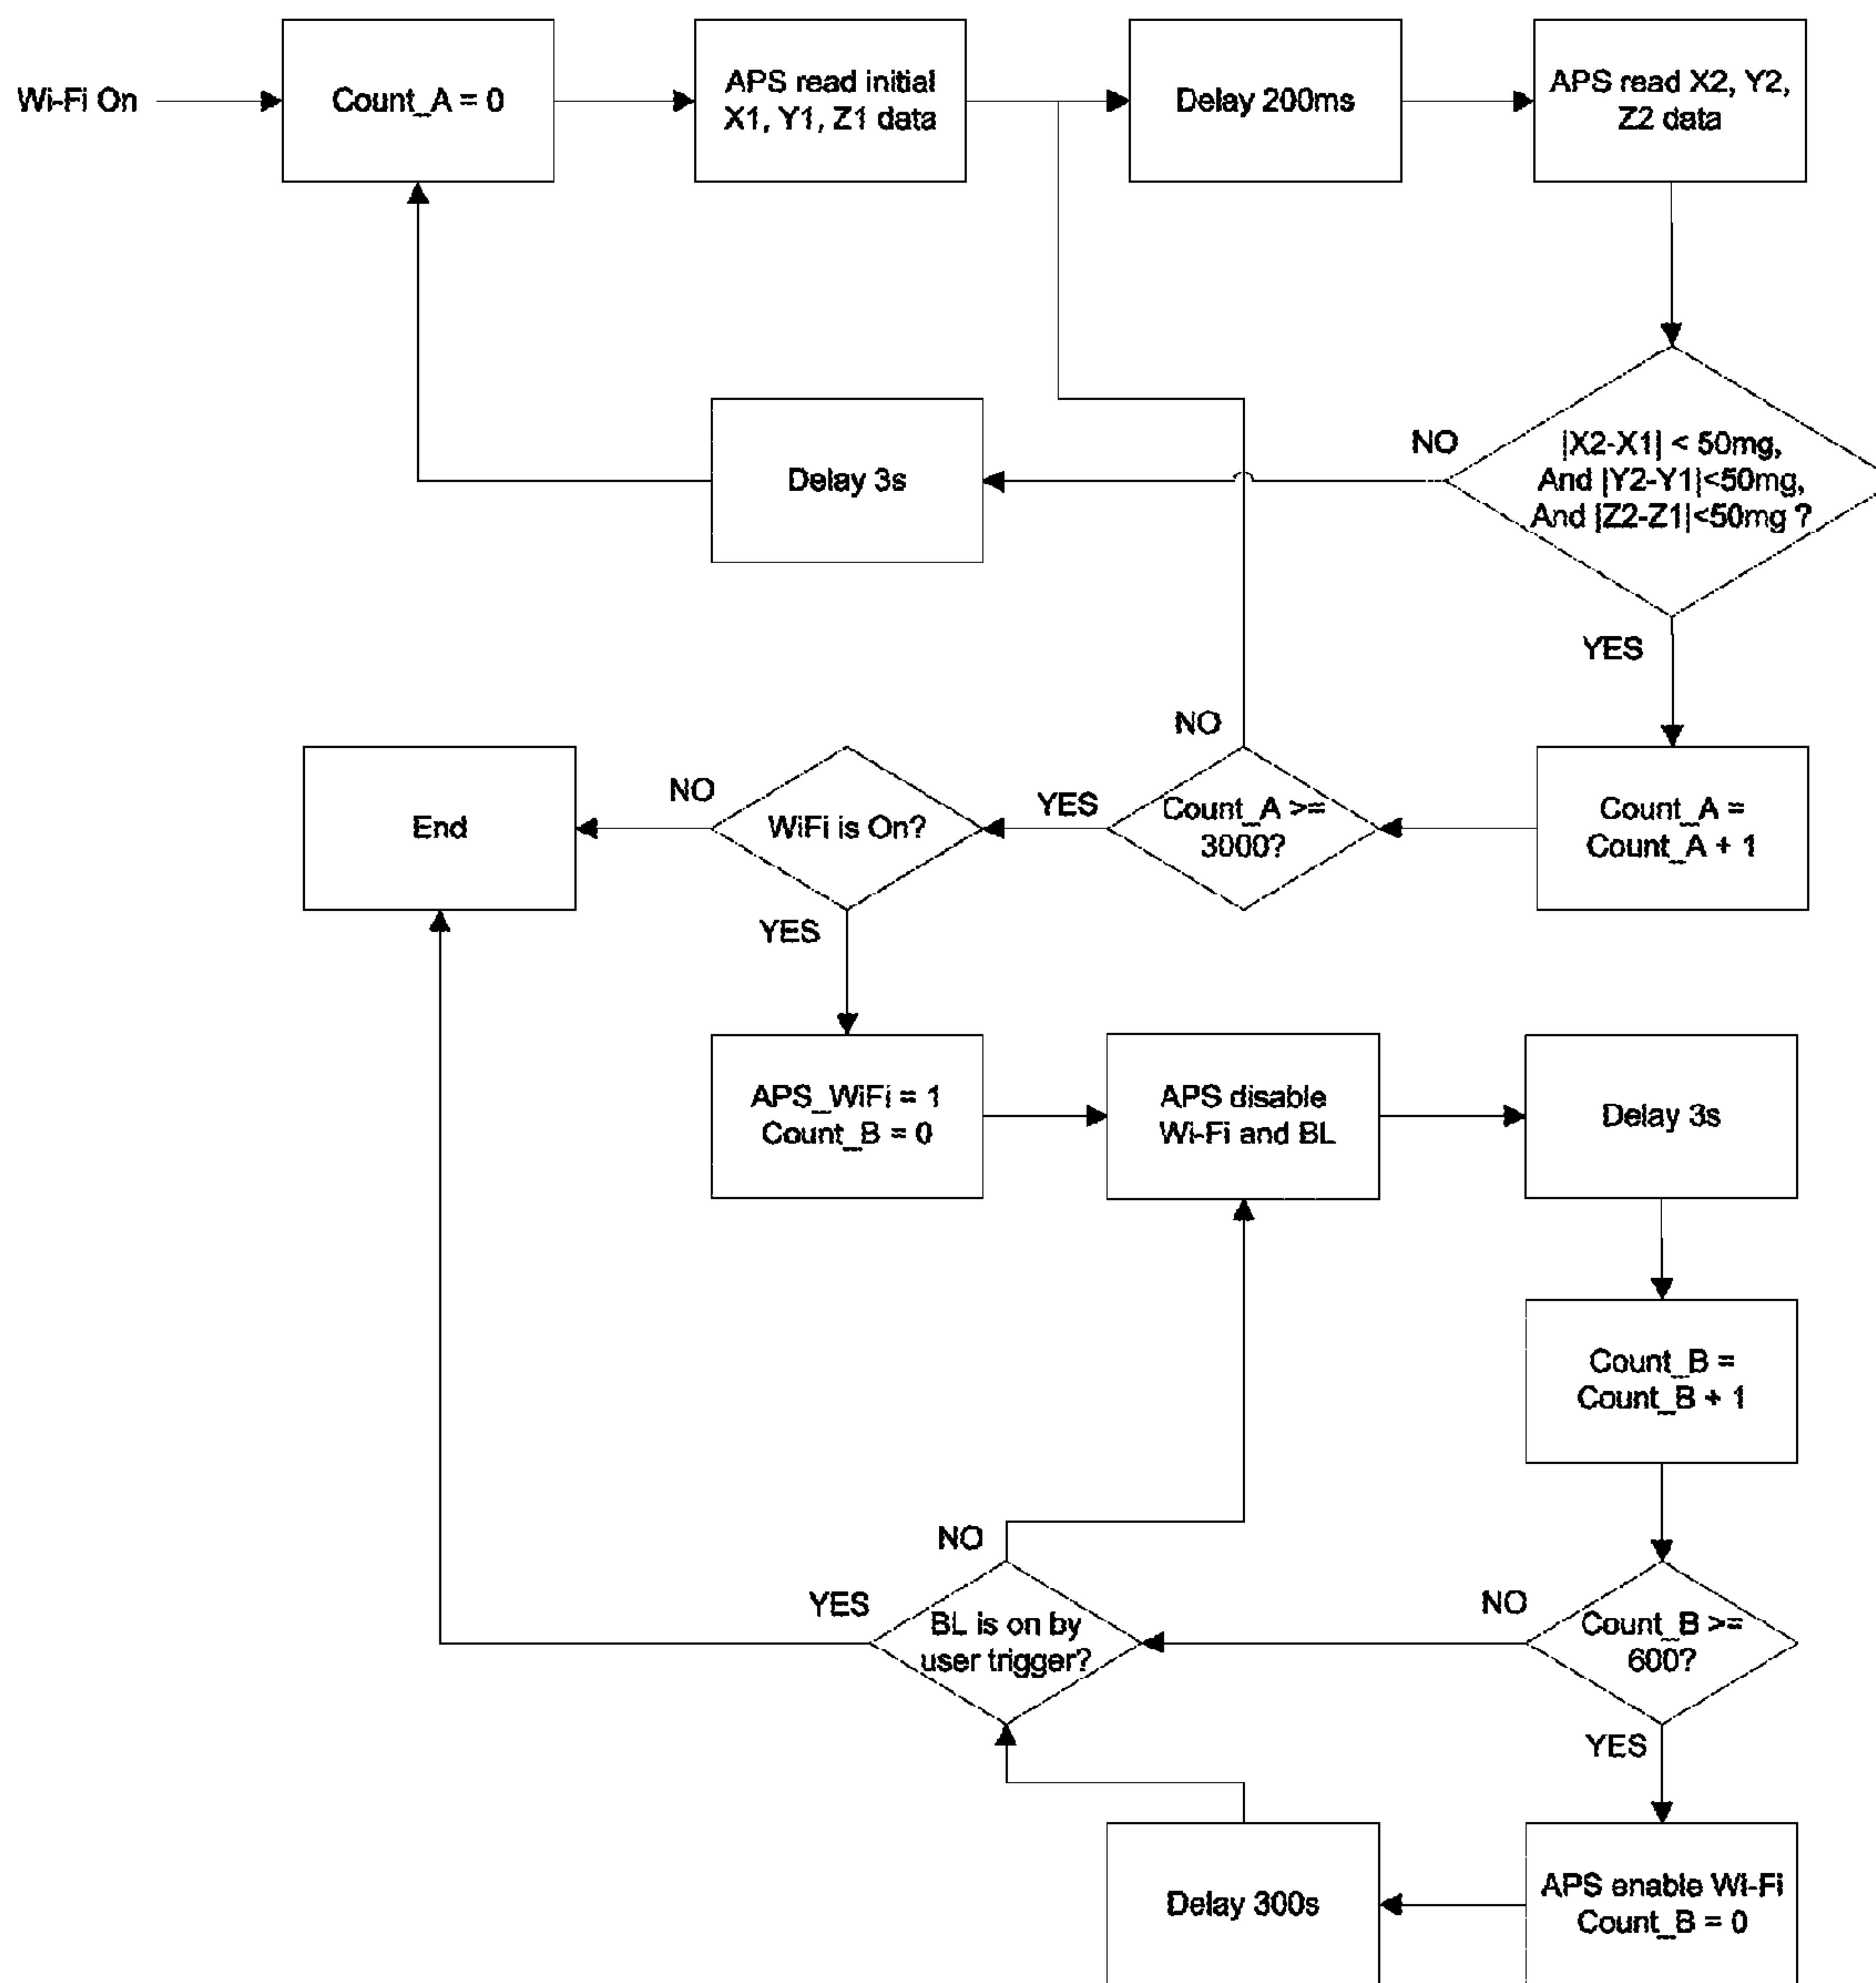 Wi-Fi On
Count_A = 0
APS read initial
X1, Y1, Z1 data
Delay 200ms
APS read X2, Y2,
Z2 data
Delay 3s
NO
|X2-X1| < 50mg,
And |Y2-Y1|<50mg,
And |Z2-Z1|<50mg ?
YES
End
NO
WiFi is On?
YES
YES
NO
Count_A >=
3000?
Count_A =
Count_A + 1
APS_WiFi = 1
Count_B = 0
APS disable
Wi-Fi and BL
Delay 3s
Count_B =
Count_B + 1
NO
YES
BL is on by
user trigger?
NO
Count_B >=
600?
YES
Delay 300s
APS enable Wi-Fi
Count_B = 0